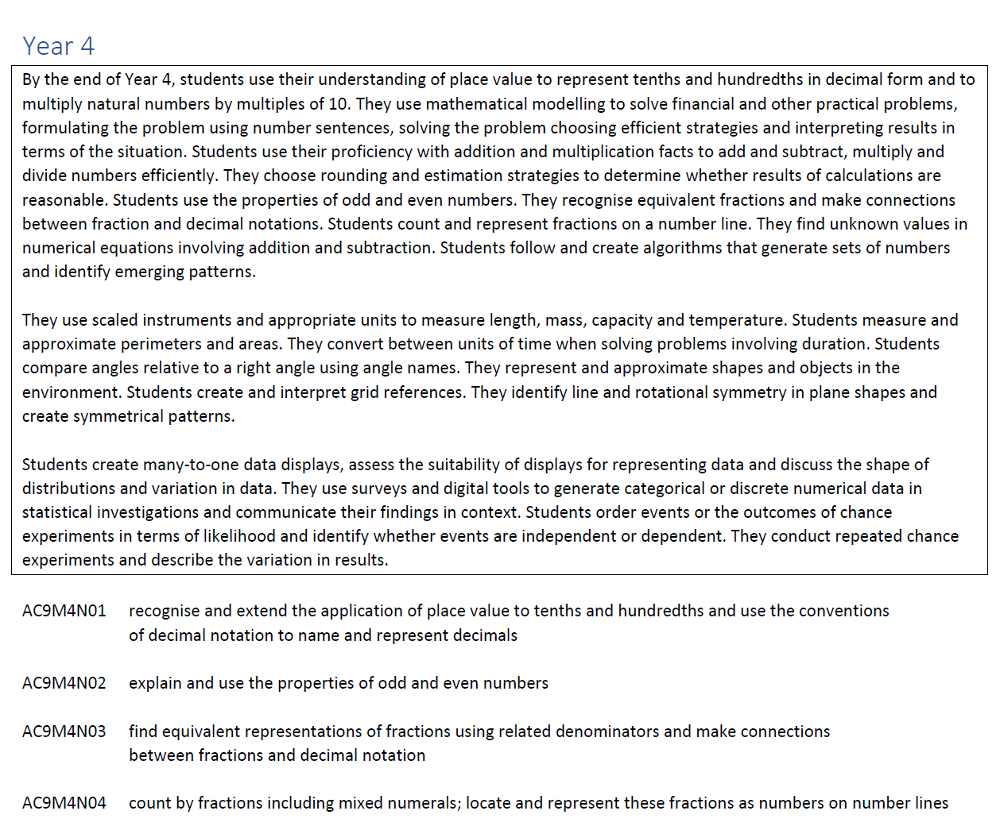 Year 4
By the end of Year 4, students use their understanding of place value to represent tenths and hundredths in decimal form and to
multiply natural numbers by multiples of 10. They use mathematical modelling to solve financial and other practical problems,
formulating the problem using number sentences, solving the problem choosing efficient strategies and interpreting results in
terms of the situation. Students use their proficiency with addition and multiplication facts to add and subtract, multiply and
divide numbers efficiently. They choose rounding and estimation strategies to determine whether results of calculations are
reasonable. Students use the properties of odd and even numbers. They recognise equivalent fractions and make connections
between fraction and decimal notations. Students count and represent fractions on a number line. They find unknown values in
numerical equations involving addition and subtraction. Students follow and create algorithms that generate sets of numbers
and identify emerging patterns.
They use scaled instruments and appropriate units to measure length, mass, capacity and temperature. Students measure and
approximate perimeters and areas. They convert between units of time when solving problems involving duration. Students
compare angles relative to a right angle using angle names. They represent and approximate shapes and objects in the
environment. Students create and interpret grid references. They identify line and rotational symmetry in plane shapes and
create symmetrical patterns.
Students create many-to-one data displays, assess the suitability of displays for representing data and discuss the shape of
distributions and variation in data. They use surveys and digital tools to generate categorical or discrete numerical data in
statistical investigations and communicate their findings in context. Students order events or the outcomes of chance
experiments in terms of likelihood and identify whether events are independent or dependent. They conduct repeated chance
experiments and describe the variation in results.
AC9M4N01 recognise and extend the application of place value to tenths and hundredths and use the conventions
of decimal notation to name and represent decimals
AC9M4N02 explain and use the properties of odd and even numbers
AC9M4N03 find equivalent representations of fractions using related denominators and make connections
between fractions and decimal notation
AC9M4N04 count by fractions including mixed numerals; locate and represent these fractions as numbers on number lines